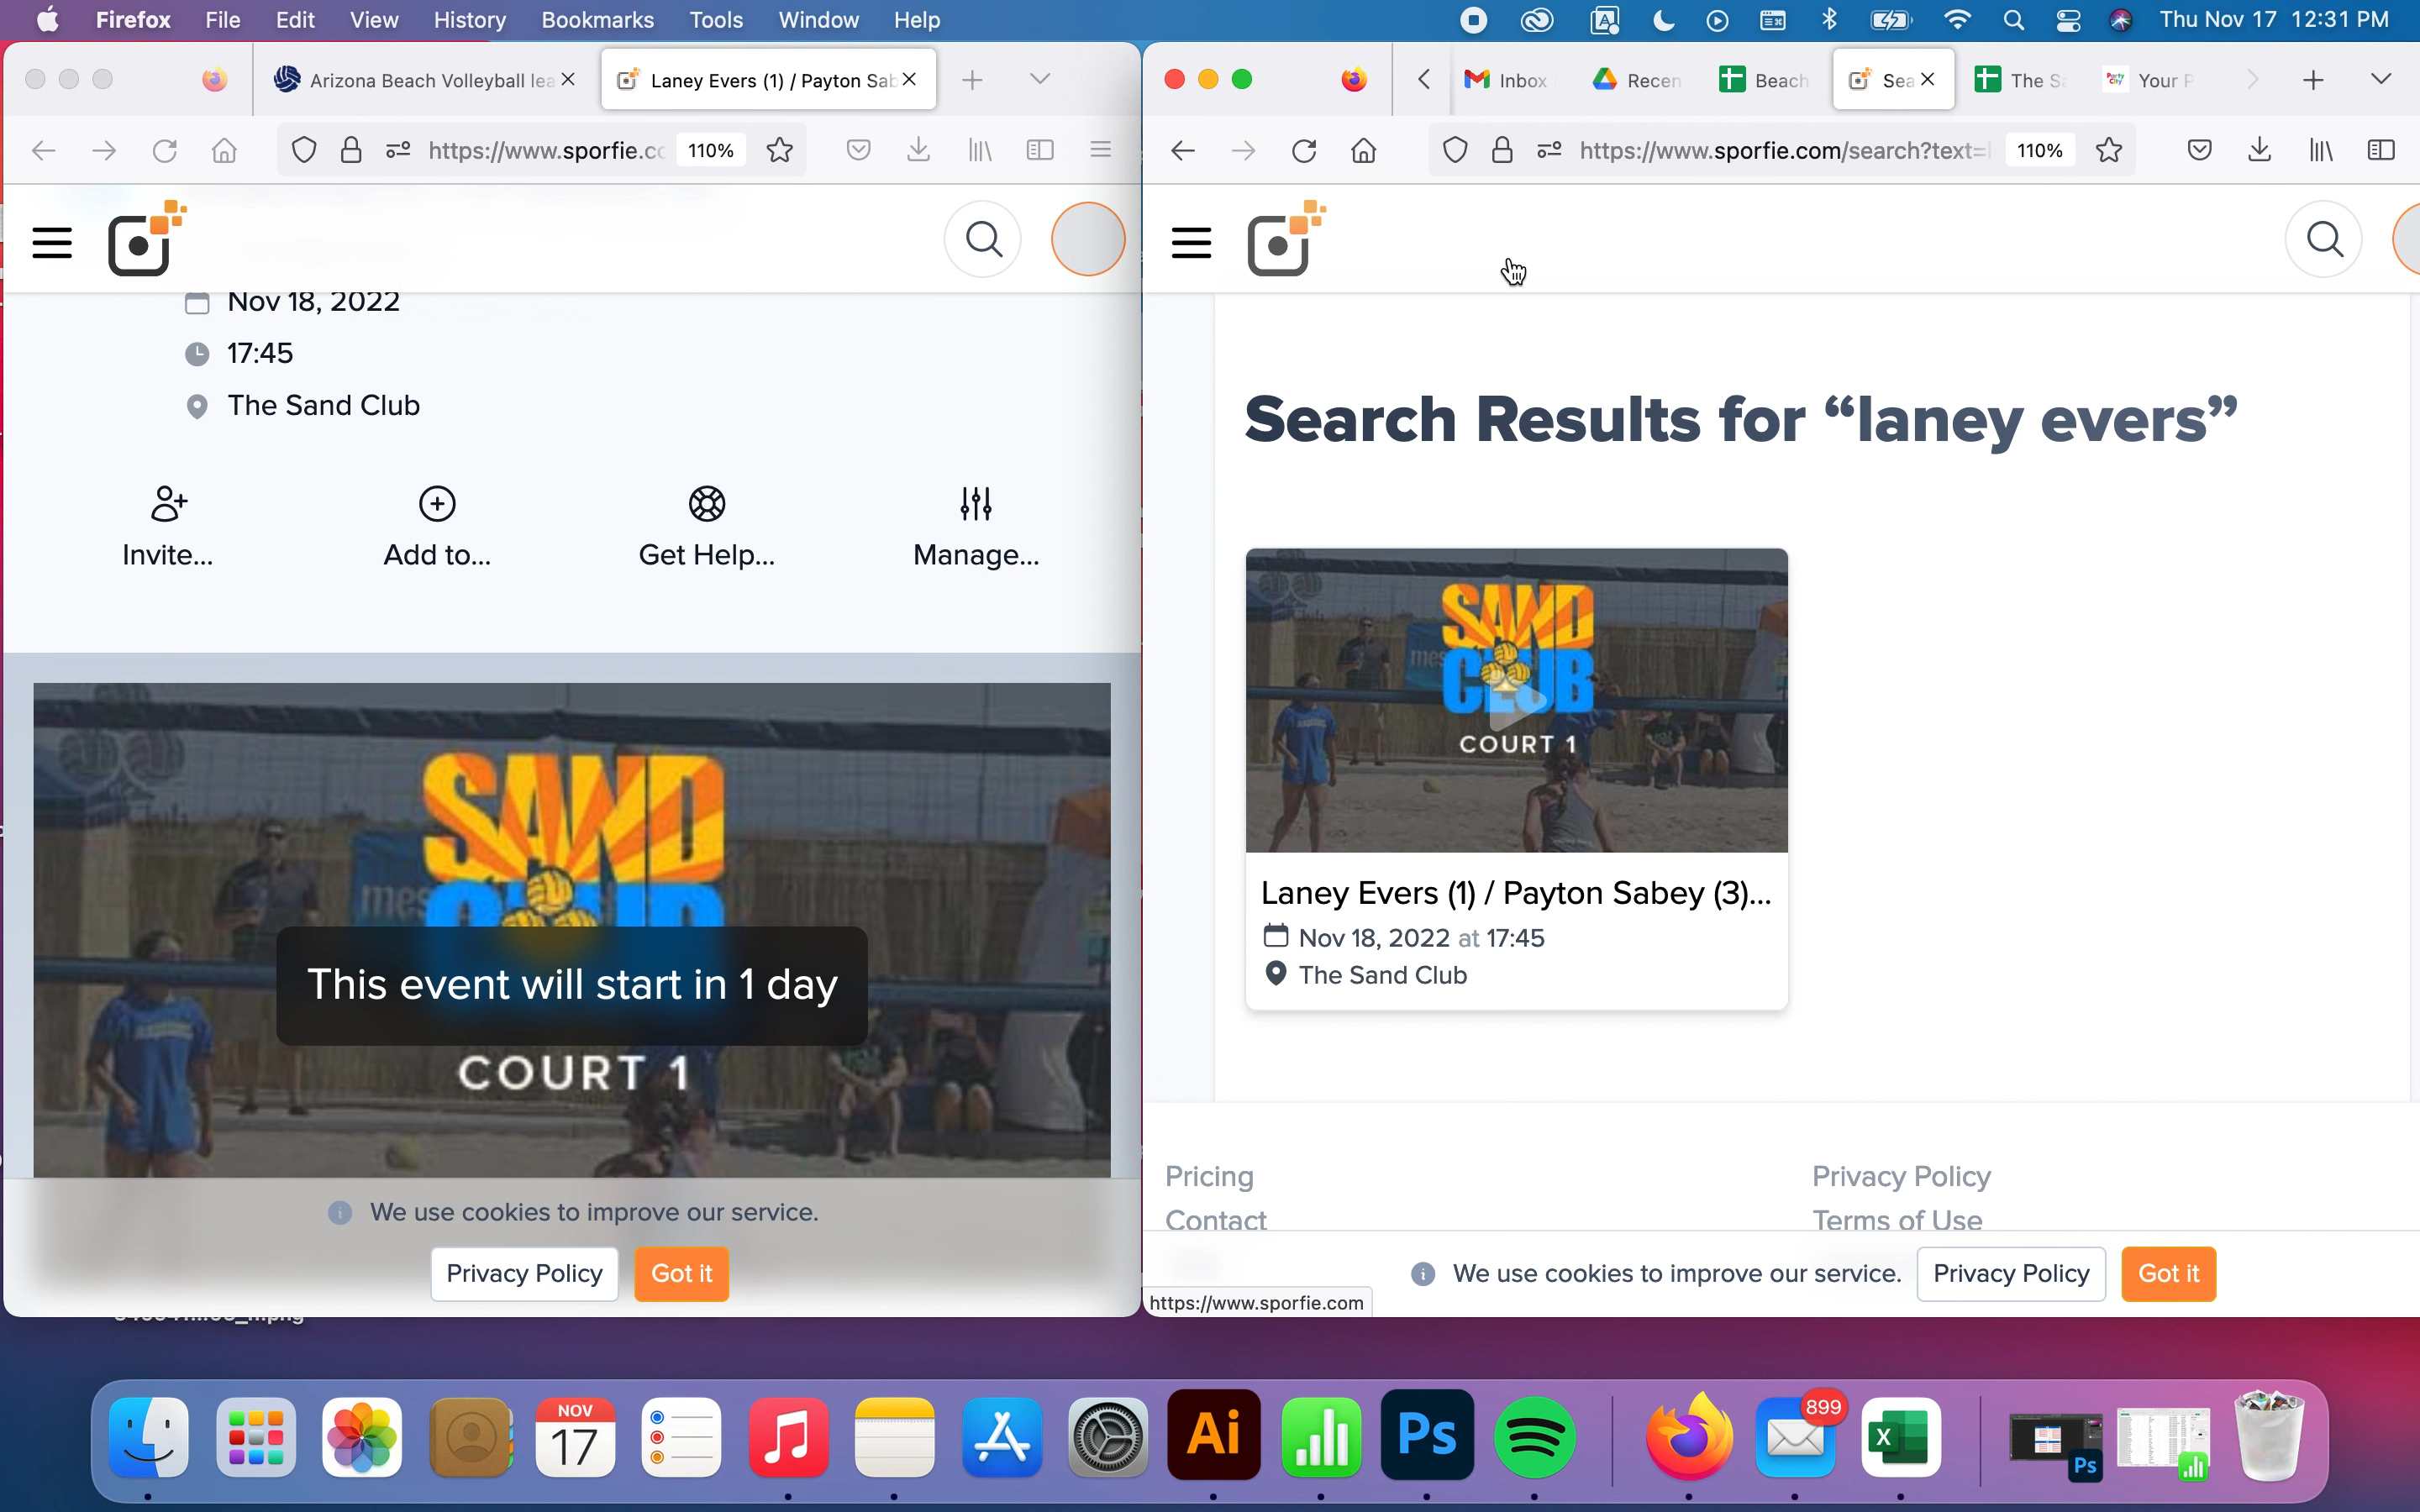 Firefox File Edit View History Bookmarks Tools Window Help
Thu Nov 17 12:31 PM
Arizona Beach Volleyball lea
Laney Evers (1) / Payton Sab
https://www.sporfie.cc
110%
Nov 18, 2022
17:45
The Sand Club
Invite...
Add to...
Get Help...
Manage...
SAND
CLUB
mes
This event will start in 1 day
COURT 1
We use cookies to improve our service.
Privacy Policy
Got it
Inbox
Recen
Beach
Sea
The Sa
Your P
https://www.sporfie.com/search?text=
110%
Search Results for “laney evers”
SAND
CLUB
mes
COURT 1
Laney Evers (1) / Payton Sabey (3)...
Nov 18, 2022 at 17:45
The Sand Club
Pricing
Privacy Policy
Contact
Terms of Use
We use cookies to improve our service.
Privacy Policy
Got it
https://www.sporfie.com
NOV
17
Ai
Ps
899
X
Ps